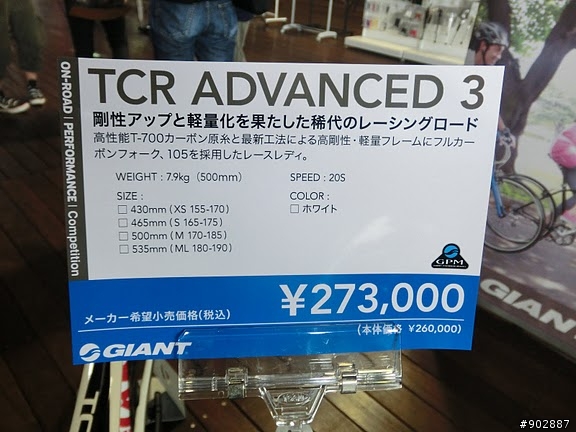 ON-ROAD | PERFORMANCE | Competition
TCR ADVANCED 3
剛性アップと軽量化を果たした稀代のレーシングロード
高性能T-700カーボン原糸と最新工法による高剛性・軽量フレームにフルカー
ボンフォーク、105を採用したレースレディ。
WEIGHT : 7.9kg (500mm)
SPEED : 20S
SIZE :
COLOR :
□ 430mm (XS 155-170)
□ ホワイト
□ 465mm (S 165-175)
□ 500mm (M 170-185)
□ 535mm (ML 180-190)
GPM
メーカー希望小売価格(税込)
¥273,000
(本体価格 ¥260,000)
GIANT
GIANT
#902887